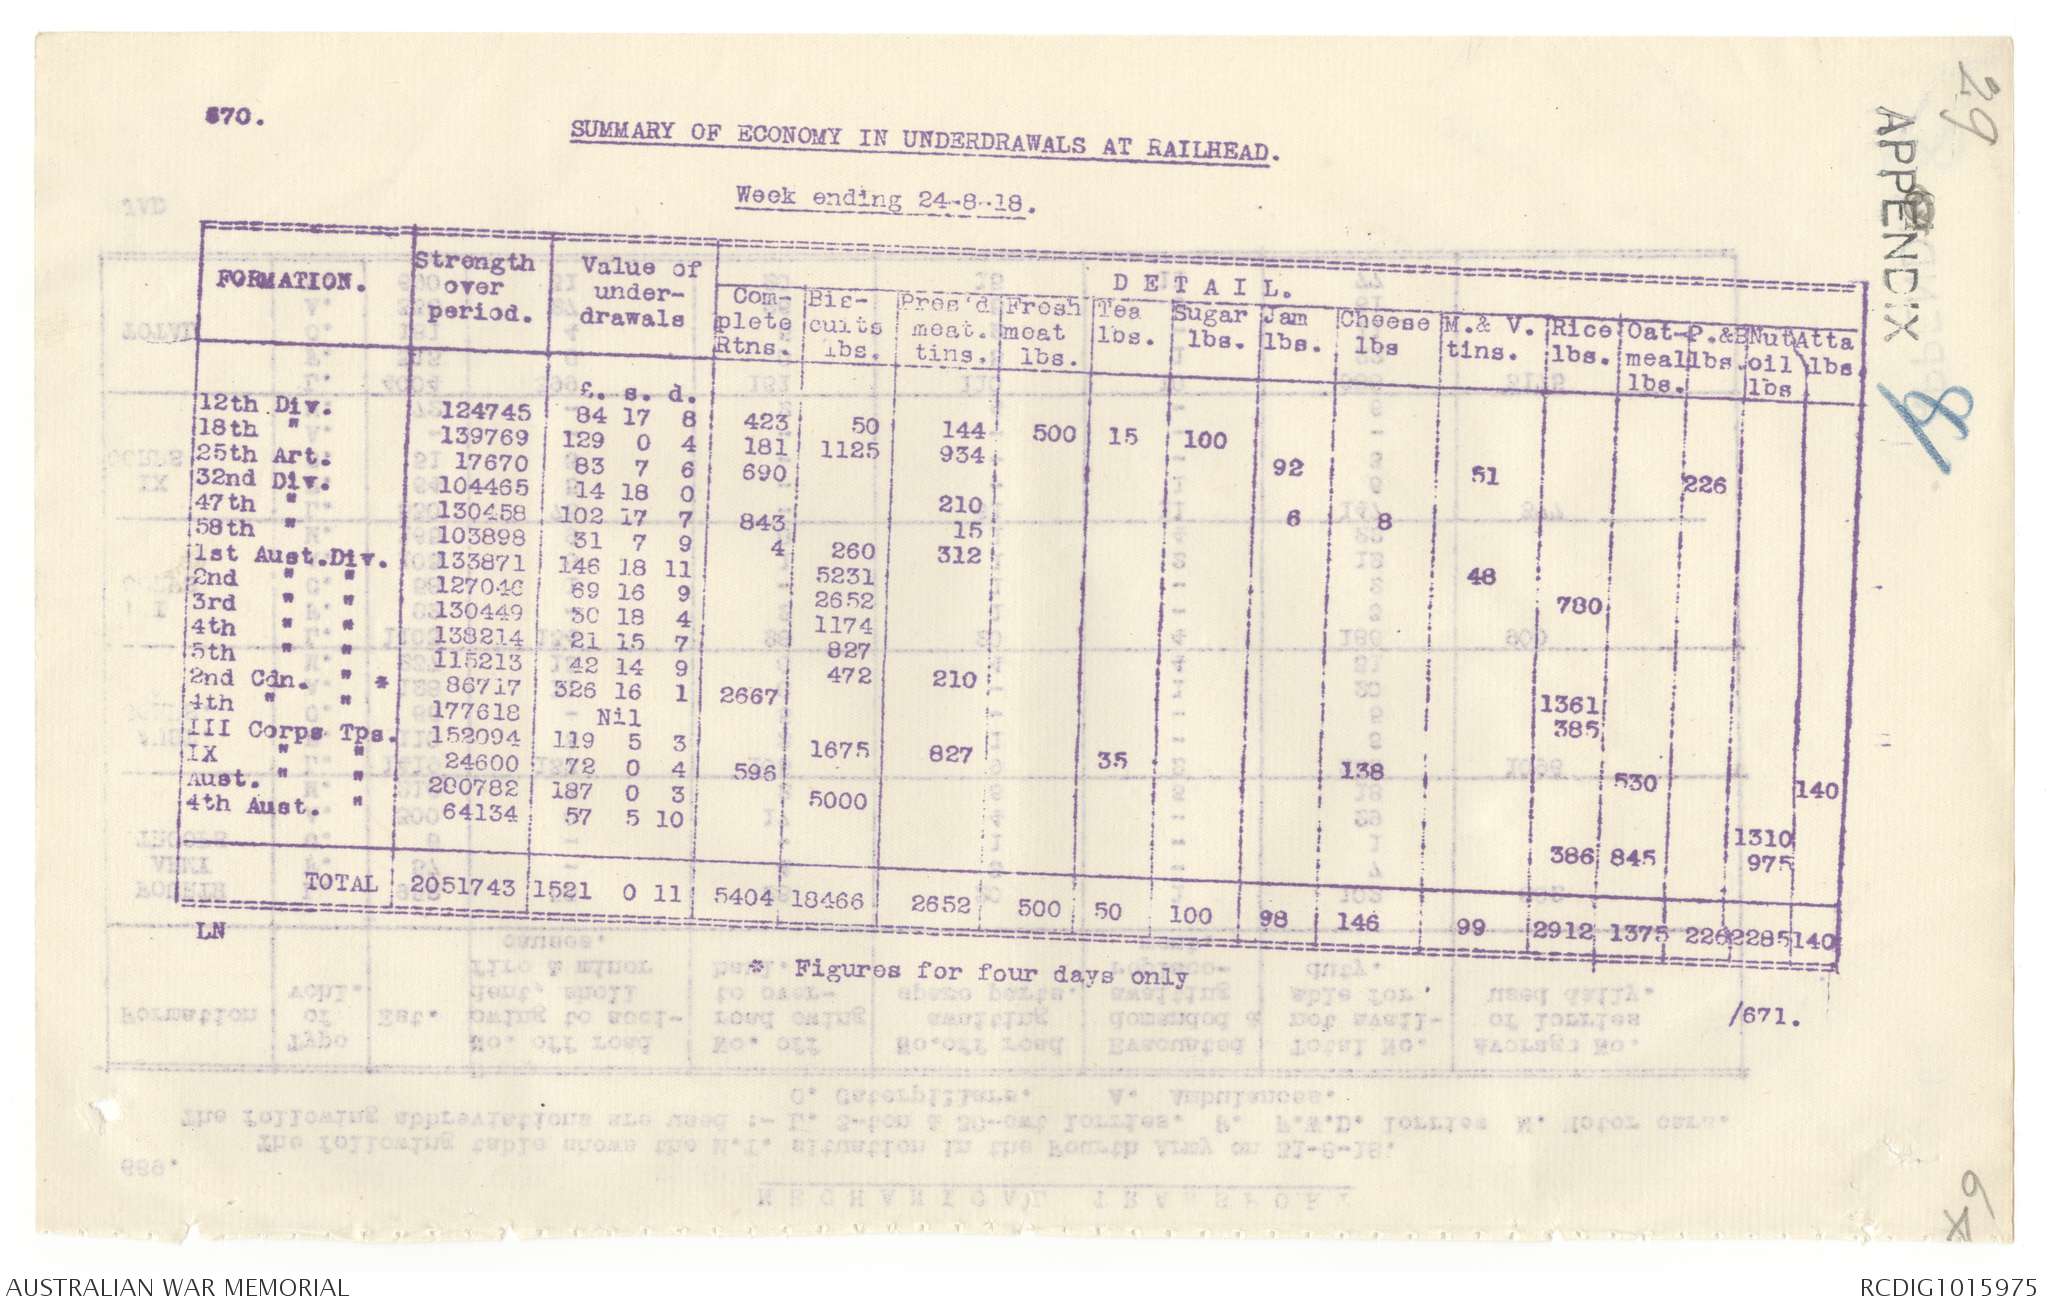 670.
29
APPENDIX
81
SUMMARY OF ECONOMY IN UNDERDRAWALS AT RAILHEAD.
Week ending 24-8-18.
FORMATION. Strength over period. Value of under-drawals DETAIL.
Com-plete Rtns. Bis-cuits lbs. Pres'd meat. tins. Fresh meat lbs. Tea lbs. Sugar lbs. Jam lbs. Cheese lbs M.& V. tins. Rice lbs. Oat-meal lbs. P.&B lbs. Nut oil lbs Atta lbs.
£. s. d.
12th Div. 124745 84 17 8 423 50 144 500 15 100
18th " 139769 129 0 4 181 1125 934 92 51 226
25th Art. 17670 83 7 6 690
32nd Div. 104465 14 18 0 210 6 8
47th " 130458 102 17 7 843 15
58th " 103898 31 7 9 4 260 312 48
1st Aust.Div. 133871 146 18 11 5231 780
2nd " " 127046 69 16 9 2652
3rd " " 130449 30 18 4 1174
4th " " 138214 21 15 7 827
5th " " 115213 42 14 9 472 210 1361
2nd Cdn. " * 86717 326 16 1 2667 385
4th " " 177618 Nil
III Corps Tps. 152094 119 5 3 1675 827 35 138 530 140
IX " " 24600 72 0 4 596
Aust. " " 280782 187 0 3 5000 1310
4th Aust. " 64134 57 5 10 386 845 975
TOTAL 2051743 1521 0 11 5404 18466 2652 500 50 100 98 146 99 2912 1375 226 2285 140
LN
* Figures for four days only
/671.
AUSTRALIAN WAR MEMORIAL
RCDIG1015975